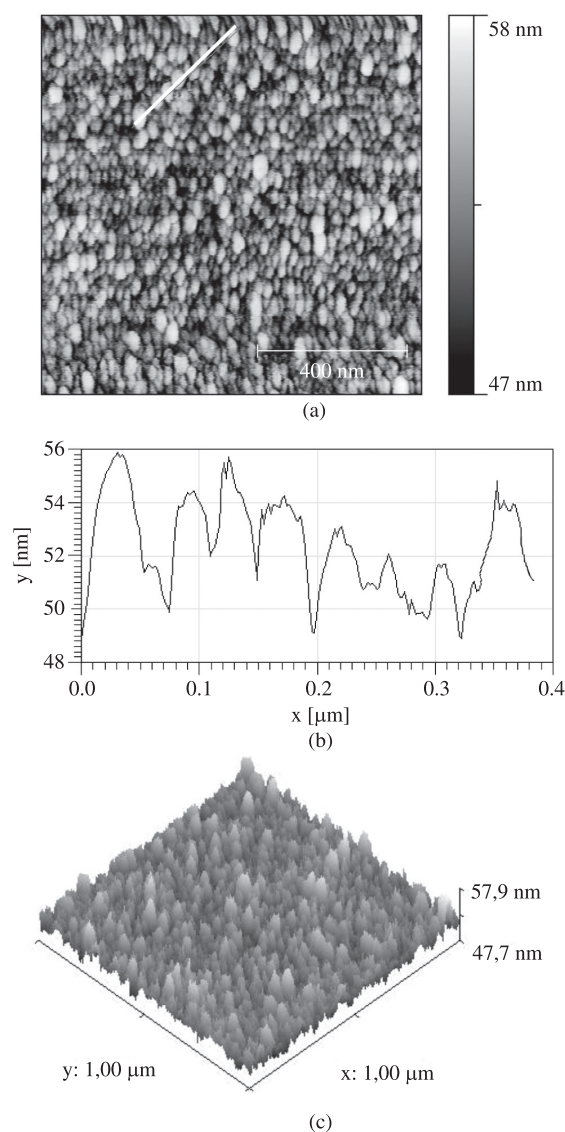 58 nm
400 nm
47 nm
(a)
56
54
52
50
48
y [nm]
0.0
0.1
0.2
0.3
0.4
x [μm]
(b)
57,9 nm
47,7 nm
y: 1,00 μm
x: 1,00 μm
(c)